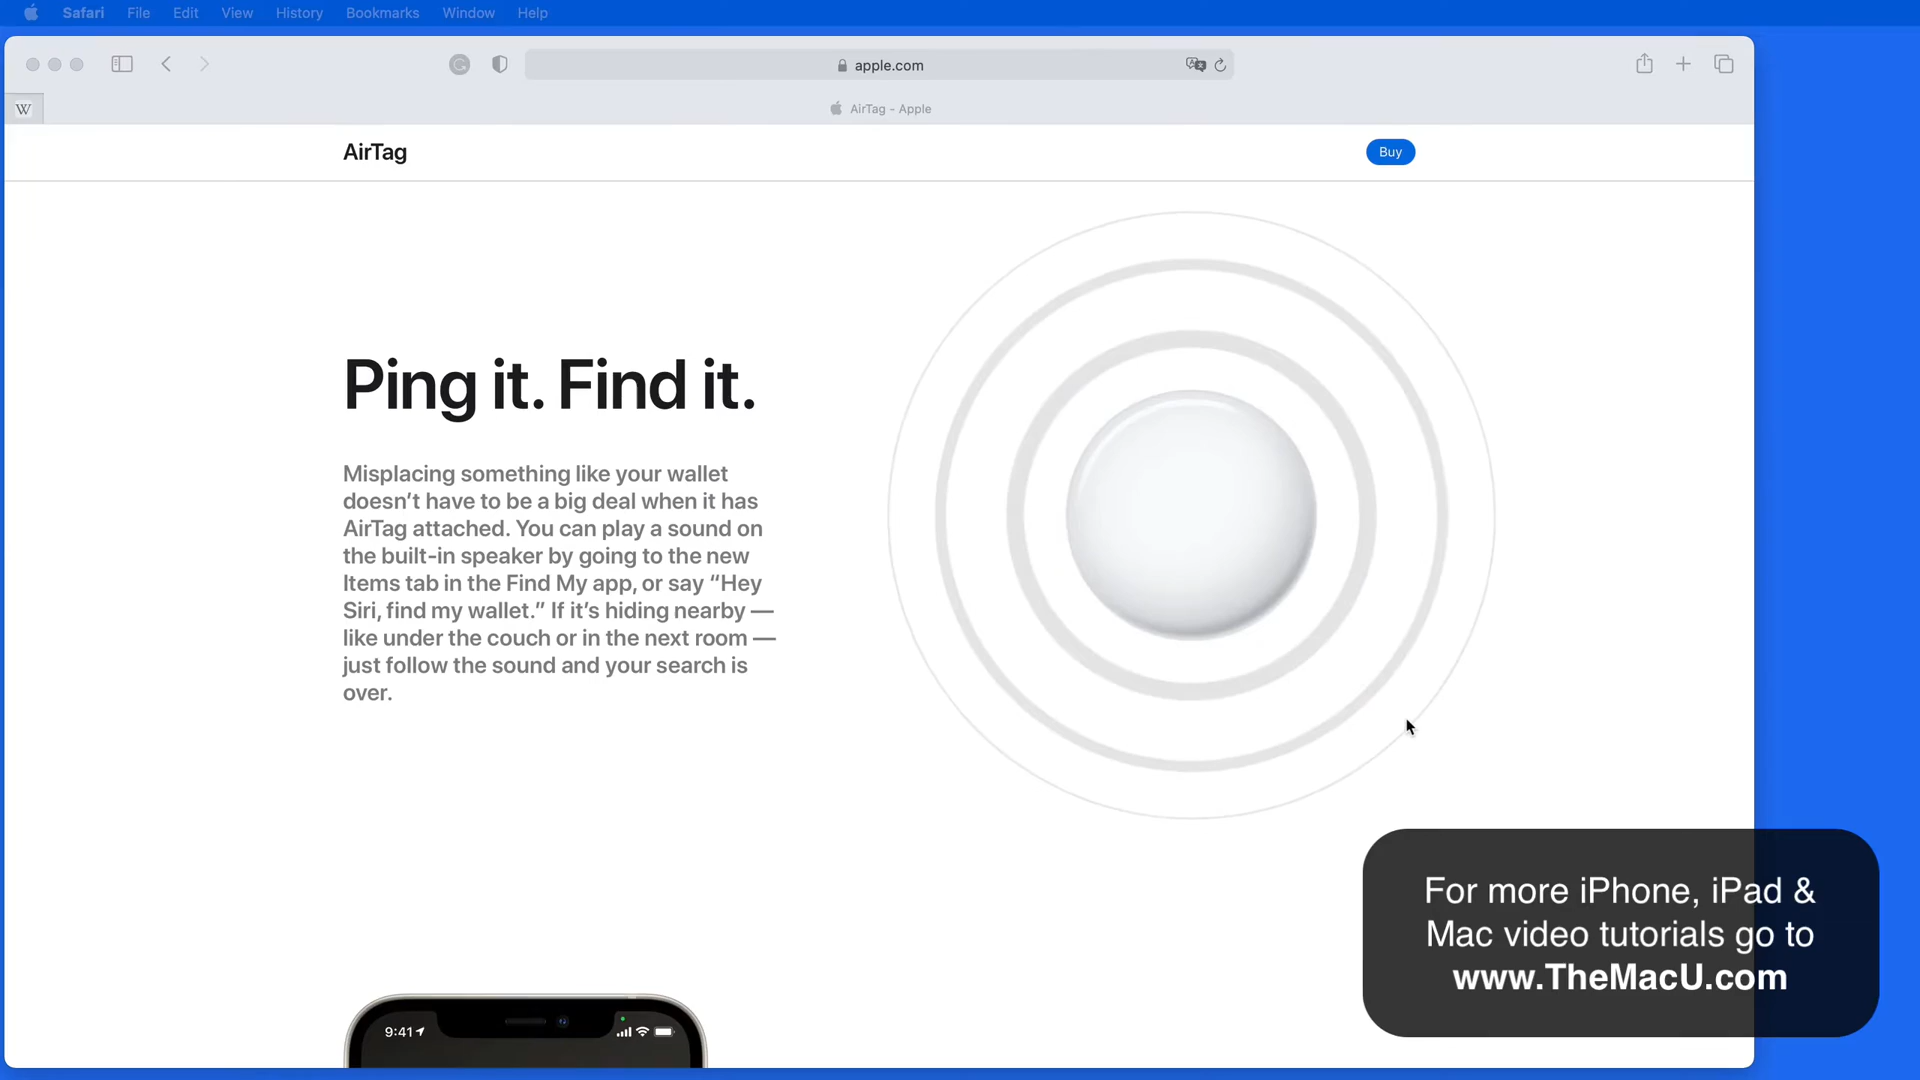 Safari File Edit View History Bookmarks Window Help
apple.com
W
AirTag - Apple
AirTag
Buy
Ping it. Find it.
Misplacing something like your wallet
doesn’t have to be a big deal when it has
AirTag attached. You can play a sound on
the built-in speaker by going to the new
Items tab in the Find My app, or say “Hey
Siri, find my wallet.” If it’s hiding nearby —
like under the couch or in the next room —
just follow the sound and your search is
over.
9:41
For more iPhone, iPad &
Mac video tutorials go to
www.TheMacU.com